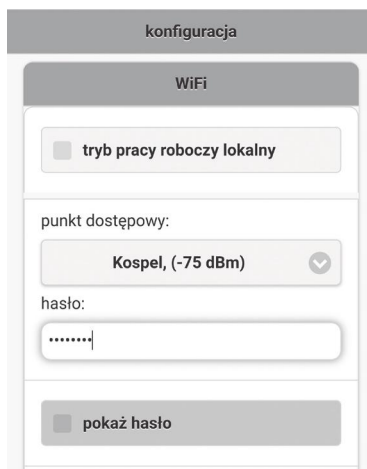 konfiguracja
WiFi
tryb pracy roboczy lokalny
punkt dostępowy:
Kospel, (-75 dBm)
hasło:
••••••••
pokaż hasło